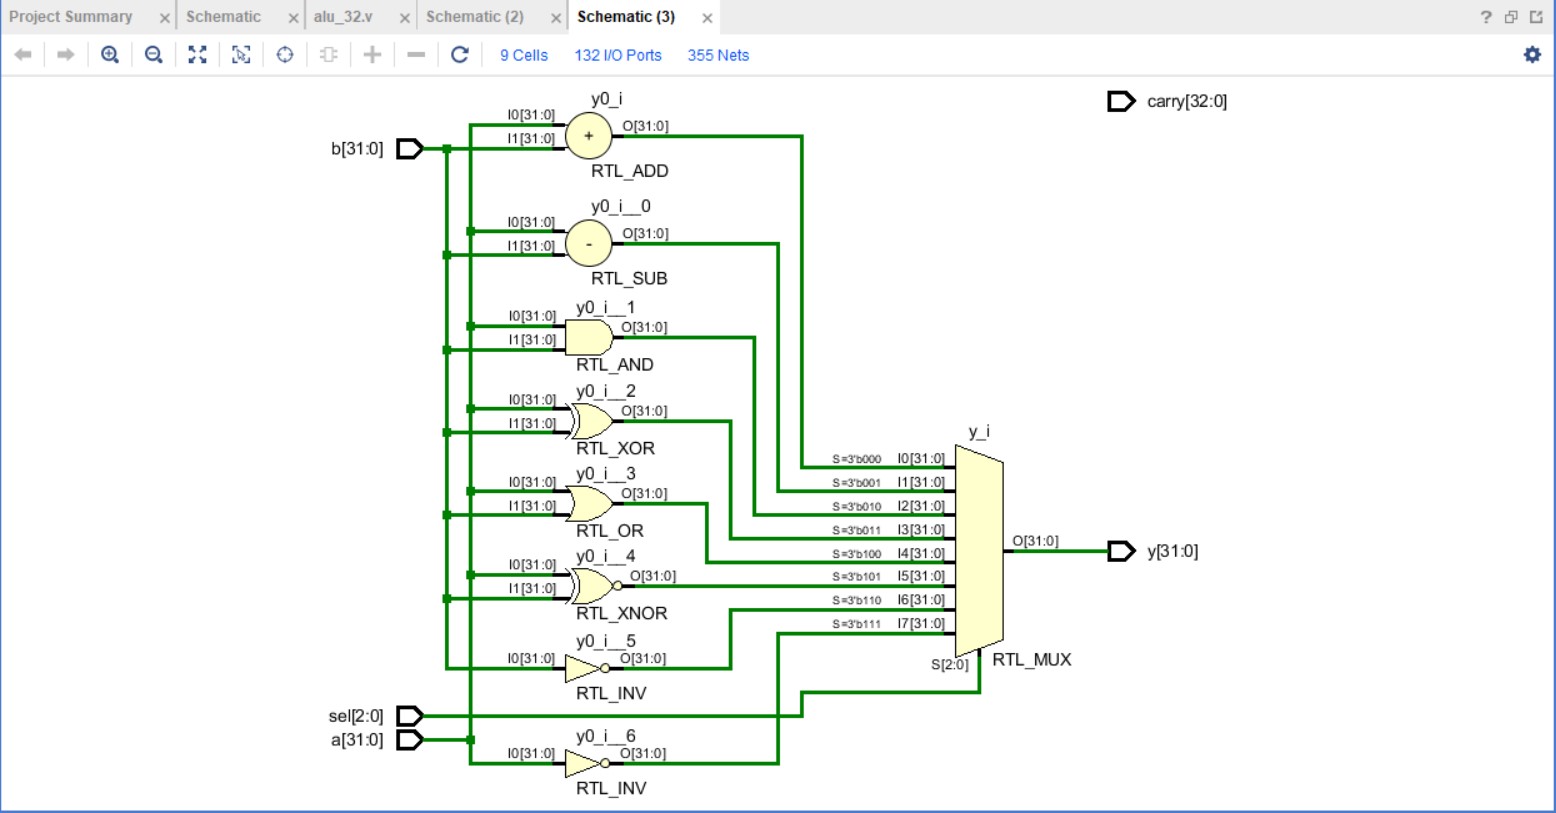 Project Summary × Schematic × alu_32.v × Schematic (2) × Schematic (3) × ?
9 Cells 132 I/O Ports 355 Nets
carry[32:0]
b[31:0]
y0_i
I0[31:0]
I1[31:0]
+
O[31:0]
RTL_ADD
y0_i__0
I0[31:0]
I1[31:0]
-
O[31:0]
RTL_SUB
y0_i__1
I0[31:0]
I1[31:0]
O[31:0]
RTL_AND
y0_i__2
I0[31:0]
I1[31:0]
O[31:0]
RTL_XOR
y0_i__3
I0[31:0]
I1[31:0]
O[31:0]
RTL_OR
y0_i__4
I0[31:0]
I1[31:0]
O[31:0]
RTL_XNOR
y0_i__5
I0[31:0]
O[31:0]
RTL_INV
sel[2:0]
a[31:0]
y0_i__6
I0[31:0]
O[31:0]
RTL_INV
y_i
S=3'b000 I0[31:0]
S=3'b001 I1[31:0]
S=3'b010 I2[31:0]
S=3'b011 I3[31:0]
S=3'b100 I4[31:0]
S=3'b101 I5[31:0]
S=3'b110 I6[31:0]
S=3'b111 I7[31:0]
S[2:0]
RTL_MUX
O[31:0]
y[31:0]